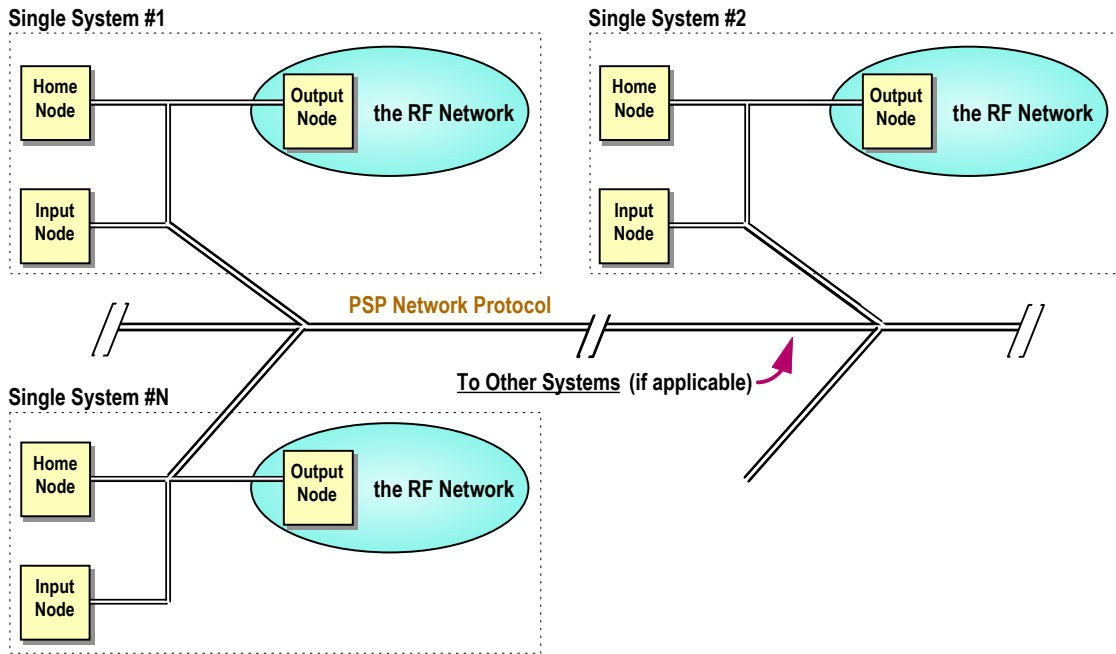 Single System #1
Home
Node
Output
Node
the RF Network
Input
Node
Single System #2
Home
Node
Output
Node
the RF Network
Input
Node
PSP Network Protocol
To Other Systems (if applicable)
Single System #N
Home
Node
Output
Node
the RF Network
Input
Node